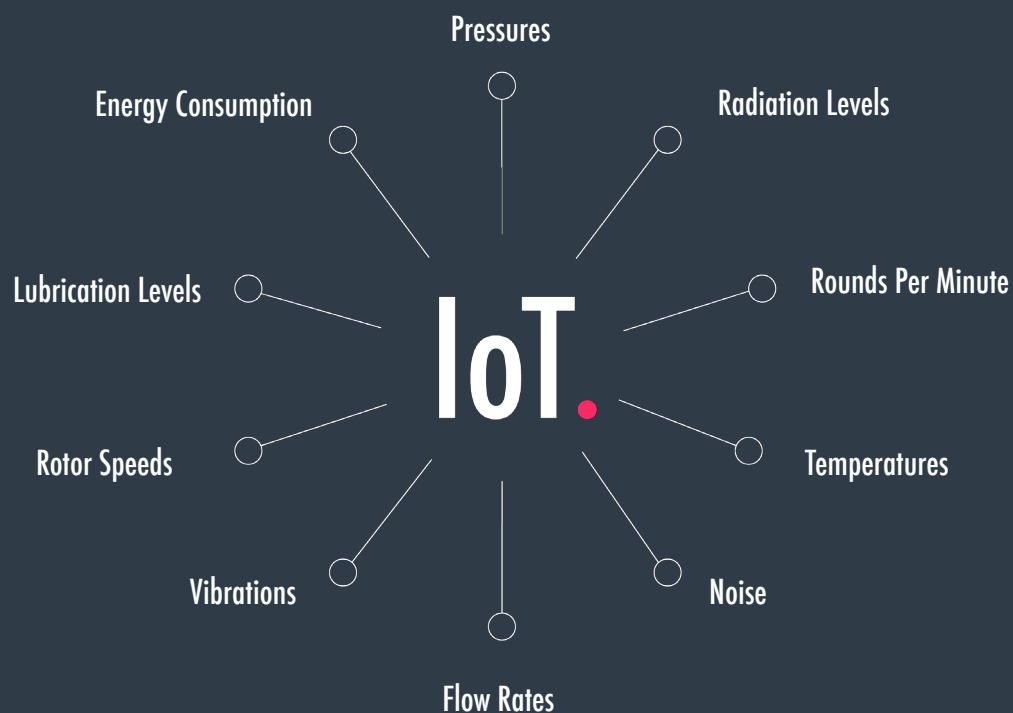 Pressures
Energy Consumption
Radiation Levels
Lubrication Levels
Rounds Per Minute
IoT.
Rotor Speeds
Temperatures
Vibrations
Noise
Flow Rates